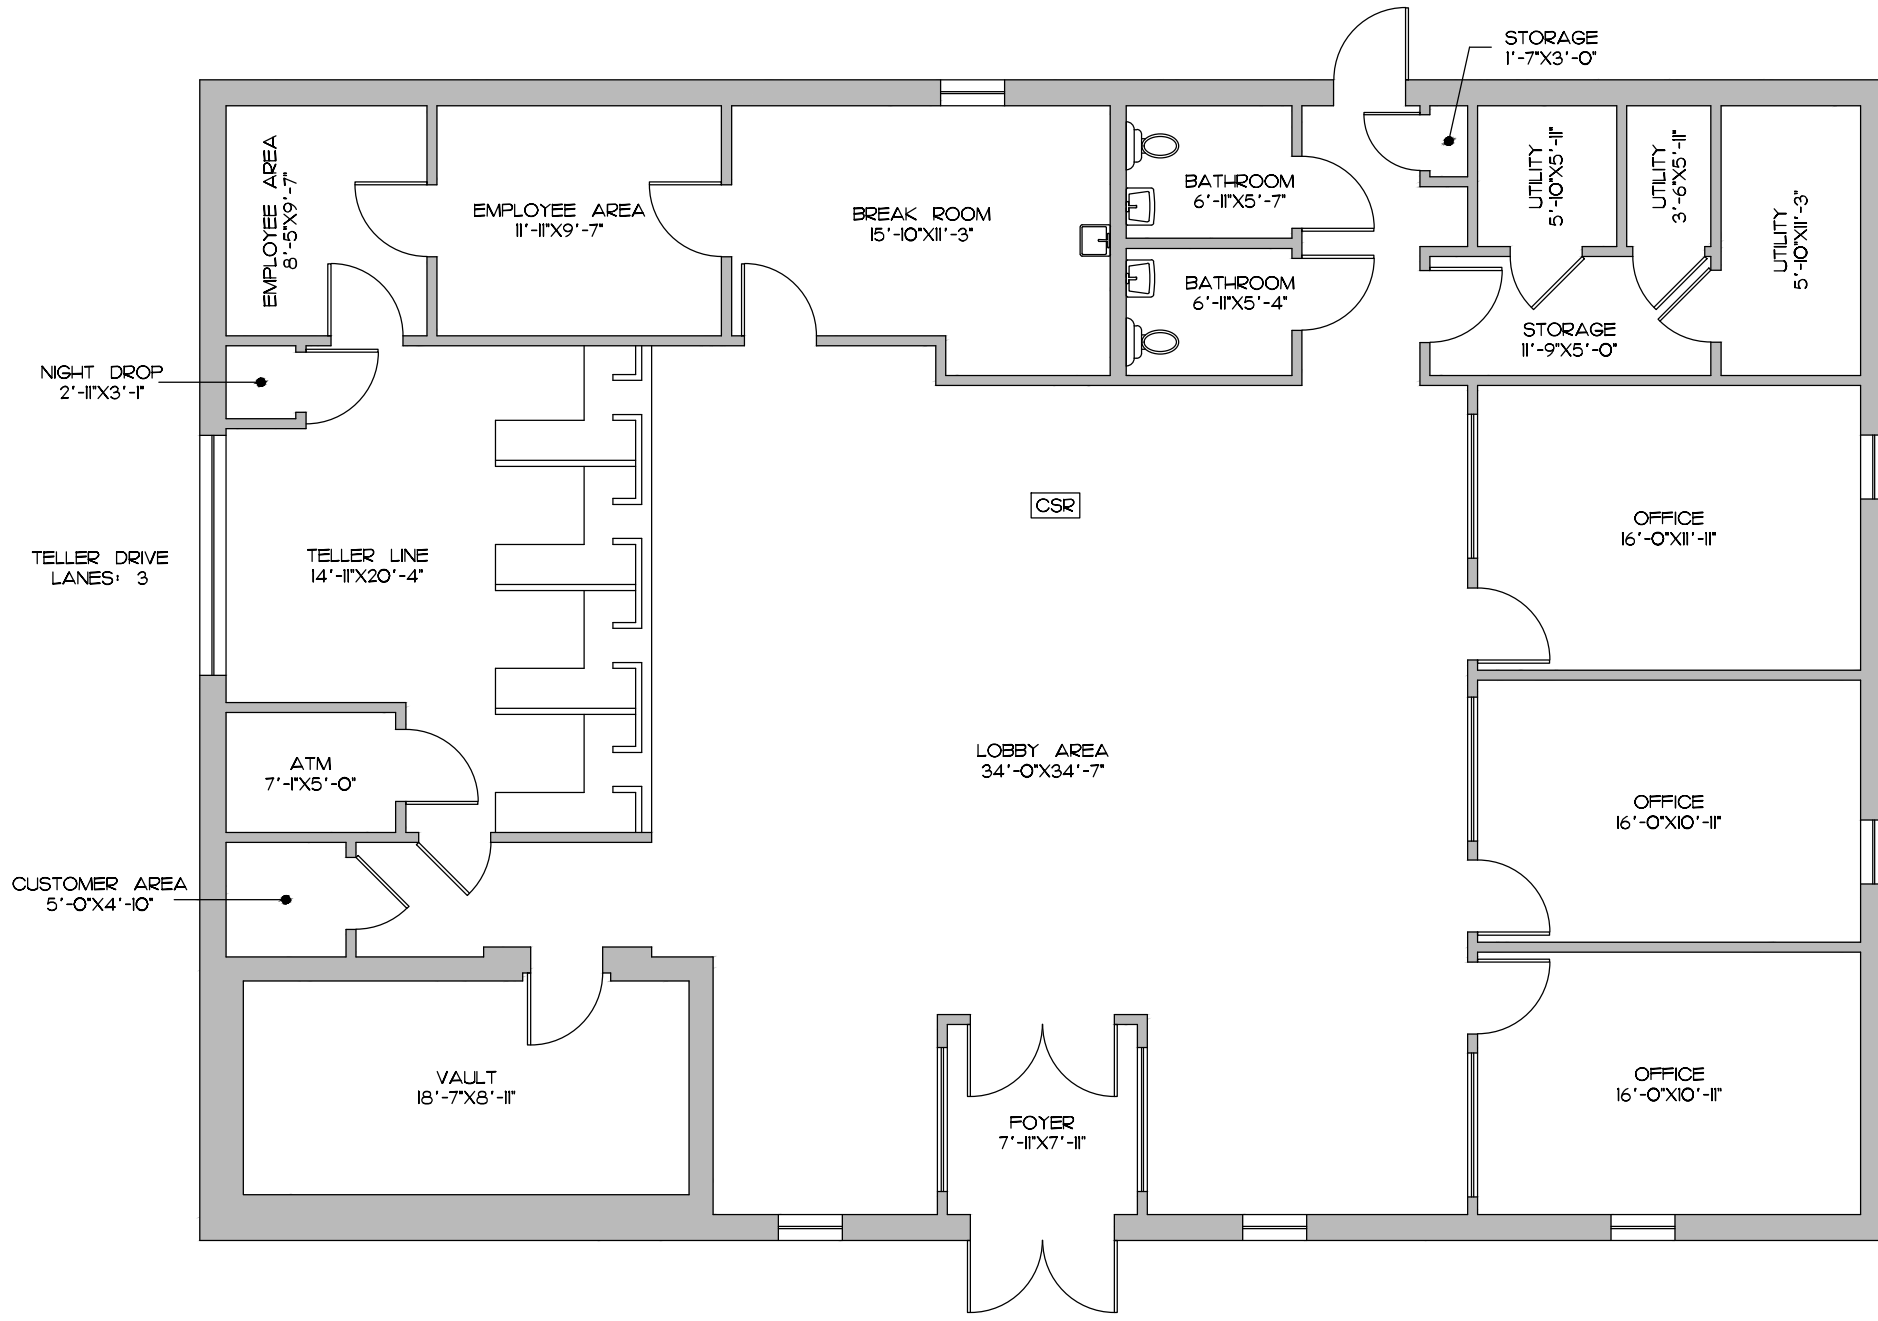 STORAGE
1'-7"X3'-0"
EMPLOYEE AREA
8'-5"X9'-7"
EMPLOYEE AREA
11'-11"X9'-7"
BREAK ROOM
15'-10"X11'-3"
BATHROOM
6'-11"X5'-7"
BATHROOM
6'-11"X5'-4"
UTILITY
5'-10"X5'-11"
UTILITY
3'-6"X5'-11"
UTILITY
5'-10"X11'-3"
STORAGE
11'-9"X5'-0"
NIGHT DROP
2'-11"X3'-1"
CSR
OFFICE
16'-0"X11'-11"
TELLER DRIVE
LANES: 3
TELLER LINE
14'-11"X20'-4"
ATM
7'-1"X5'-0"
LOBBY AREA
34'-0"X34'-7"
OFFICE
16'-0"X10'-11"
CUSTOMER AREA
5'-0"X4'-10"
VAULT
18'-7"X8'-11"
FOYER
7'-11"X7'-11"
OFFICE
16'-0"X10'-11"